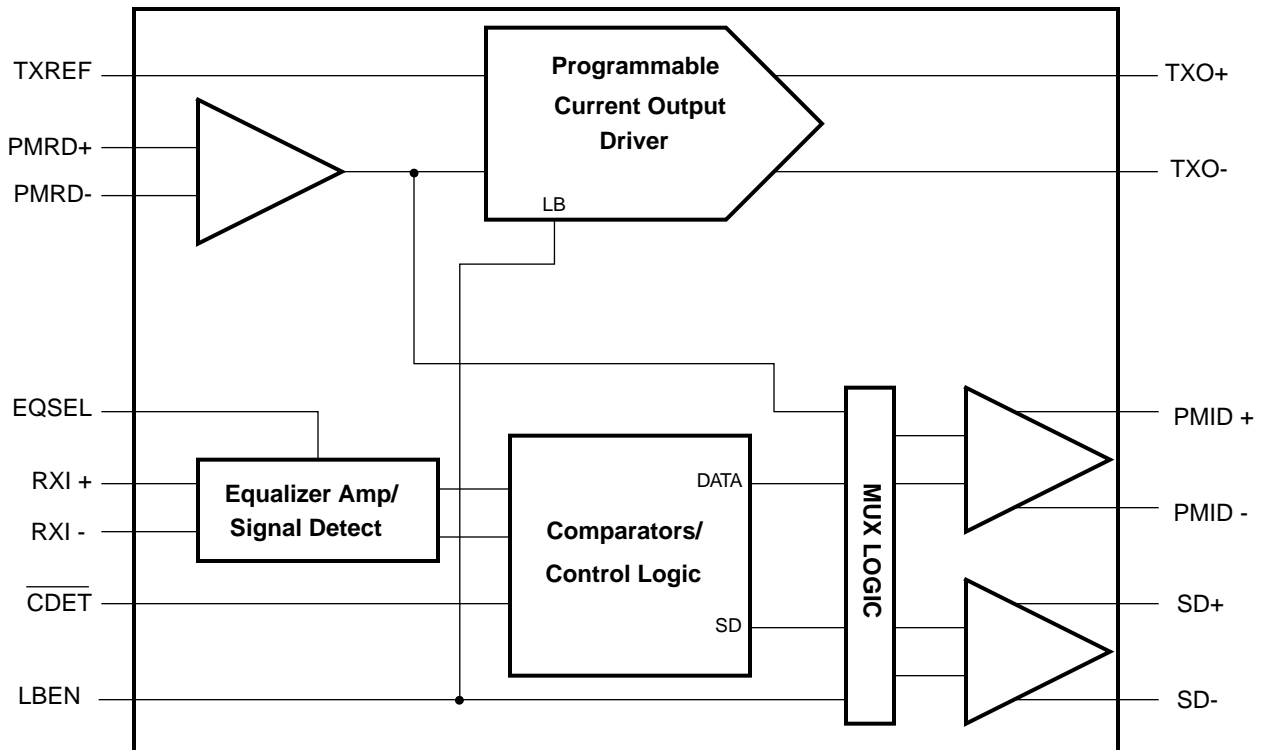 TXREF
PMRD+
PMRD-
Programmable
Current Output
Driver
LB
TXO+
TXO-
EQSEL
RXI +
RXI -
CDET
LBEN
Equalizer Amp/
Signal Detect
Comparators/
Control Logic
DATA
SD
MUX LOGIC
PMID +
PMID -
SD+
SD-